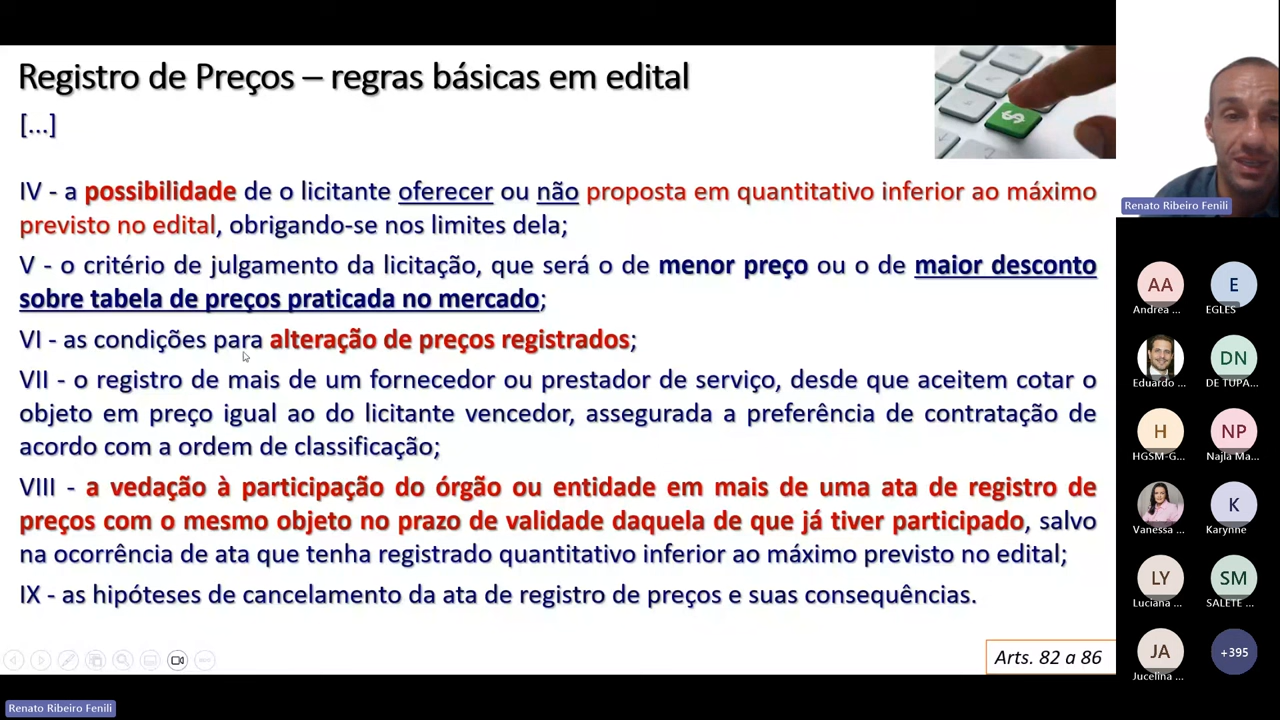 Registro de Preços – regras básicas em edital
[...]
IV - a possibilidade de o licitante oferecer ou não proposta em quantitativo inferior ao máximo
previsto no edital, obrigando-se nos limites dela;
V - o critério de julgamento da licitação, que será o de menor preço ou o de maior desconto
sobre tabela de preços praticada no mercado;
VI - as condições para alteração de preços registrados;
VII - o registro de mais de um fornecedor ou prestador de serviço, desde que aceitem cotar o
objeto em preço igual ao do licitante vencedor, assegurada a preferência de contratação de
acordo com a ordem de classificação;
VIII - a vedação à participação do órgão ou entidade em mais de uma ata de registro de
preços com o mesmo objeto no prazo de validade daquela de que já tiver participado, salvo
na ocorrência de ata que tenha registrado quantitativo inferior ao máximo previsto no edital;
IX - as hipóteses de cancelamento da ata de registro de preços e suas consequências.
Arts. 82 a 86
$
Renato Ribeiro Fenili
AA
Andrea ...
E
EGLES
Eduardo ...
DN
DE TUPA...
H
HGSM-G...
NP
Najla Ma...
Vanessa ...
K
Karynne
LY
Luciana ...
SM
SALETE ...
JA
Jucelina ...
+395
Renato Ribeiro Fenili